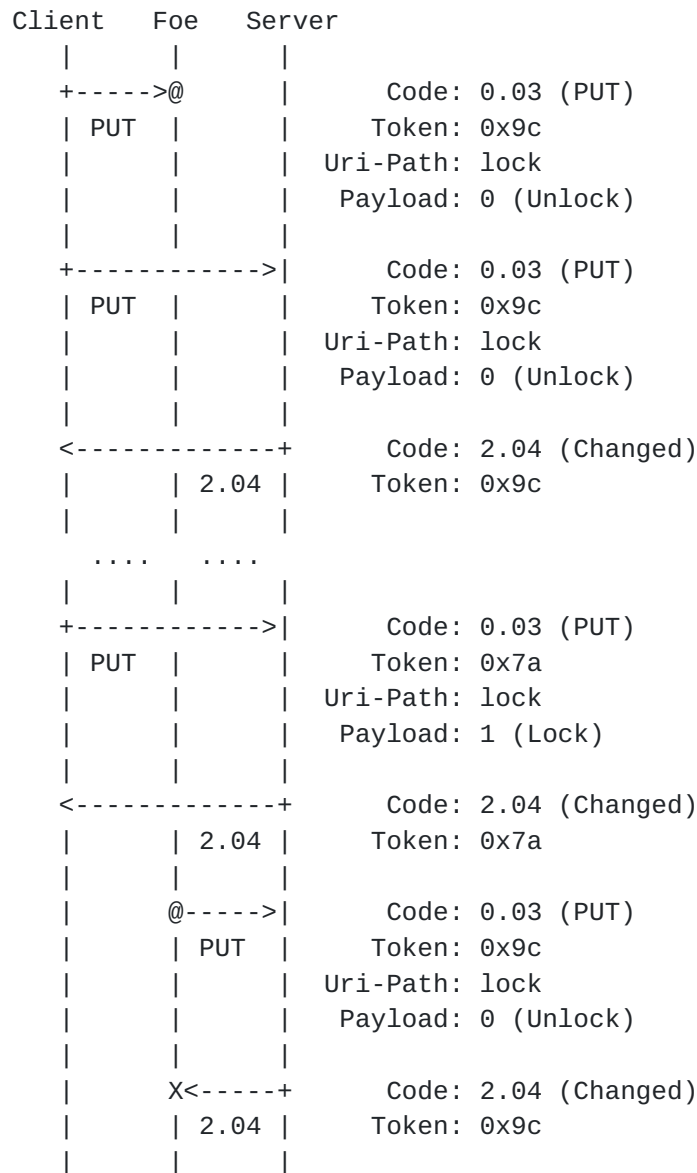 Client   Foe   Server
   |      |      |
   +----->@      |      Code: 0.03 (PUT)
   | PUT  |      |     Token: 0x9c
   |      |      |  Uri-Path: lock
   |      |      |   Payload: 0 (Unlock)
   |      |      |
   +------------>|      Code: 0.03 (PUT)
   | PUT  |      |     Token: 0x9c
   |      |      |  Uri-Path: lock
   |      |      |   Payload: 0 (Unlock)
   |      |      |
   <-------------+      Code: 2.04 (Changed)
   |      | 2.04 |     Token: 0x9c
   |      |      |
     ....   ....
   |      |      |
   +------------>|      Code: 0.03 (PUT)
   | PUT  |      |     Token: 0x7a
   |      |      |  Uri-Path: lock
   |      |      |   Payload: 1 (Lock)
   |      |      |
   <-------------+      Code: 2.04 (Changed)
   |      | 2.04 |     Token: 0x7a
   |      |      |
   |      @----->|      Code: 0.03 (PUT)
   |      | PUT  |     Token: 0x9c
   |      |      |  Uri-Path: lock
   |      |      |   Payload: 0 (Unlock)
   |      |      |
   |      X<-----+      Code: 2.04 (Changed)
   |      | 2.04 |     Token: 0x9c
   |      |      |